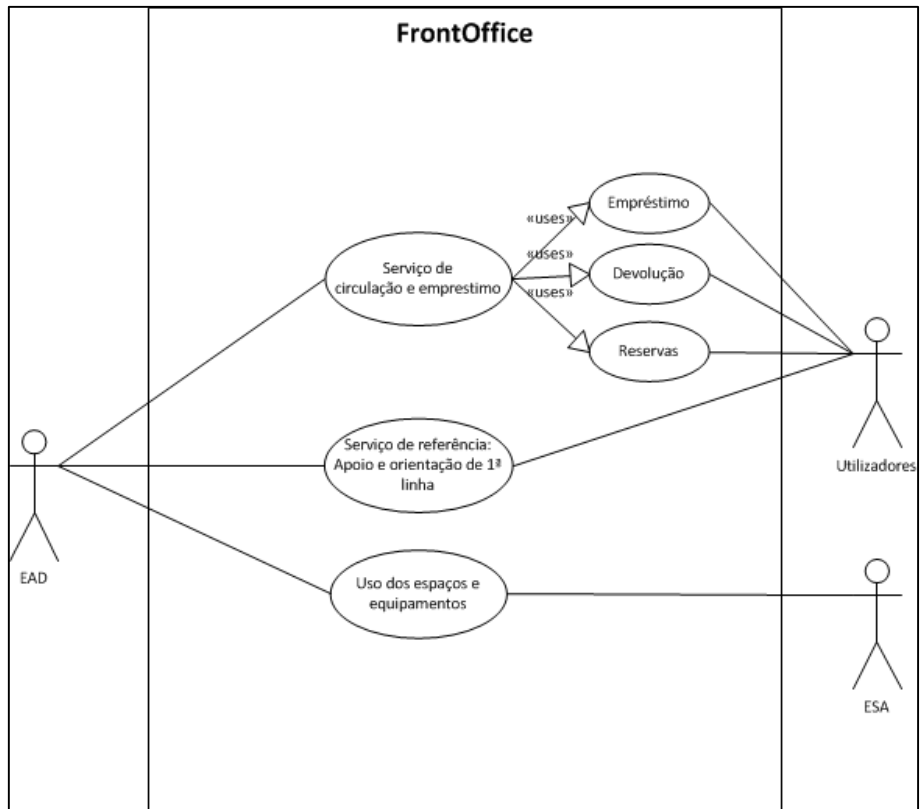 FrontOffice
Empréstimo
«uses»
Serviço de
circulação e emprestimo
«uses»
Devolução
«uses»
Reservas
Serviço de referência:
Apoio e orientação de 1ª
linha
Utilizadores
EAD
Uso dos espaços e
equipamentos
ESA